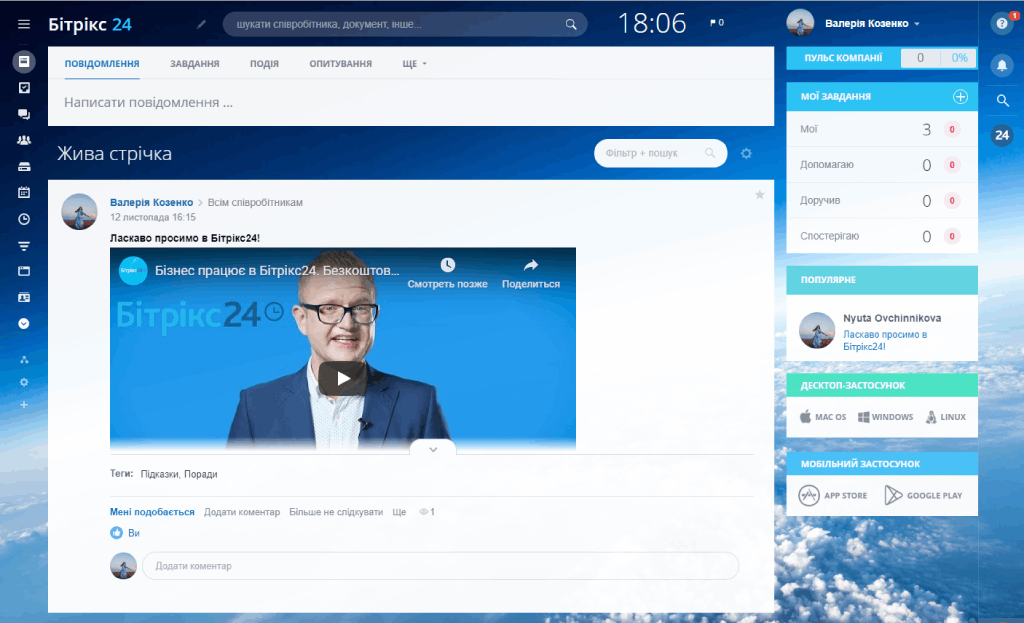 Бітрікс 24
шукати співробітника, документ, інше...
18:06
0
Валерія Козенко
1
ПОВІДОМЛЕННЯ ЗАВДАННЯ ПОДІЯ ОПИТУВАННЯ ЩЕ
Написати повідомлення ...
Жива стрічка
Фільтр + пошук
Валерія Козенко > Всім співробітникам
12 листопада 16:15
Ласкаво просимо в Бітрікс24!
Бізнес працює в Бітрікс24. Безкоштов...
Смотреть позже Поделиться
Бітрікс24
Теги: Підказки, Поради
Мені подобається Додати коментар Більше не слідкувати Ще 1
Ви
Додати коментар
ПУЛЬС КОМПАНІЇ 0 0%
МОЇ ЗАВДАННЯ
Мої 3 0
Допомагаю 0 0
Доручив 0 0
Спостерігаю 0 0
ПОПУЛЯРНЕ
Nyuta Ovchinnikova
Ласкаво просимо в
Бітрікс24!
ДЕСКТОП-ЗАСТОСУНОК
MAC OS WINDOWS LINUX
МОБІЛЬНИЙ ЗАСТОСУНОК
APP STORE GOOGLE PLAY
?
24